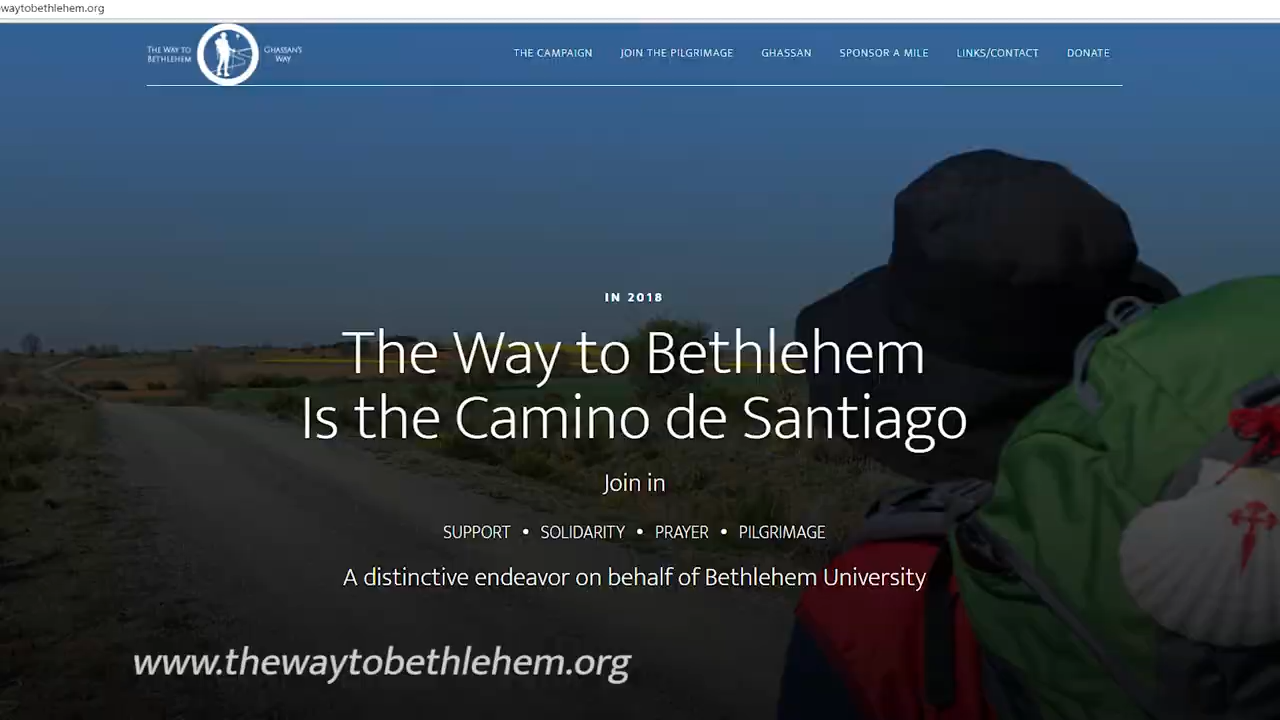 waytobethlehem.org
THE WAY TO
BETHLEHEM
GHASSAN'S
WAY
THE CAMPAIGN JOIN THE PILGRIMAGE GHASSAN SPONSOR A MILE LINKS/CONTACT DONATE
IN 2018
The Way to Bethlehem
Is the Camino de Santiago
Join in
SUPPORT • SOLIDARITY • PRAYER • PILGRIMAGE
A distinctive endeavor on behalf of Bethlehem University
www.thewaytobethlehem.org